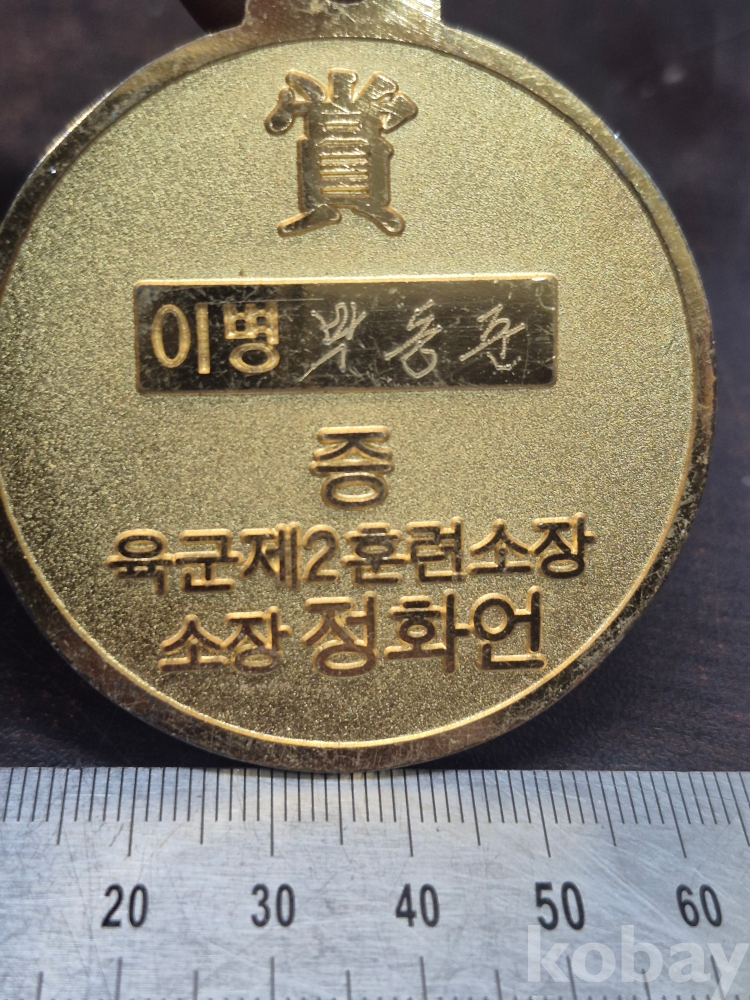 賞
이병 박동준
증
육군제2훈련소장
소장 정화언
20 30 40 50 60
kobay